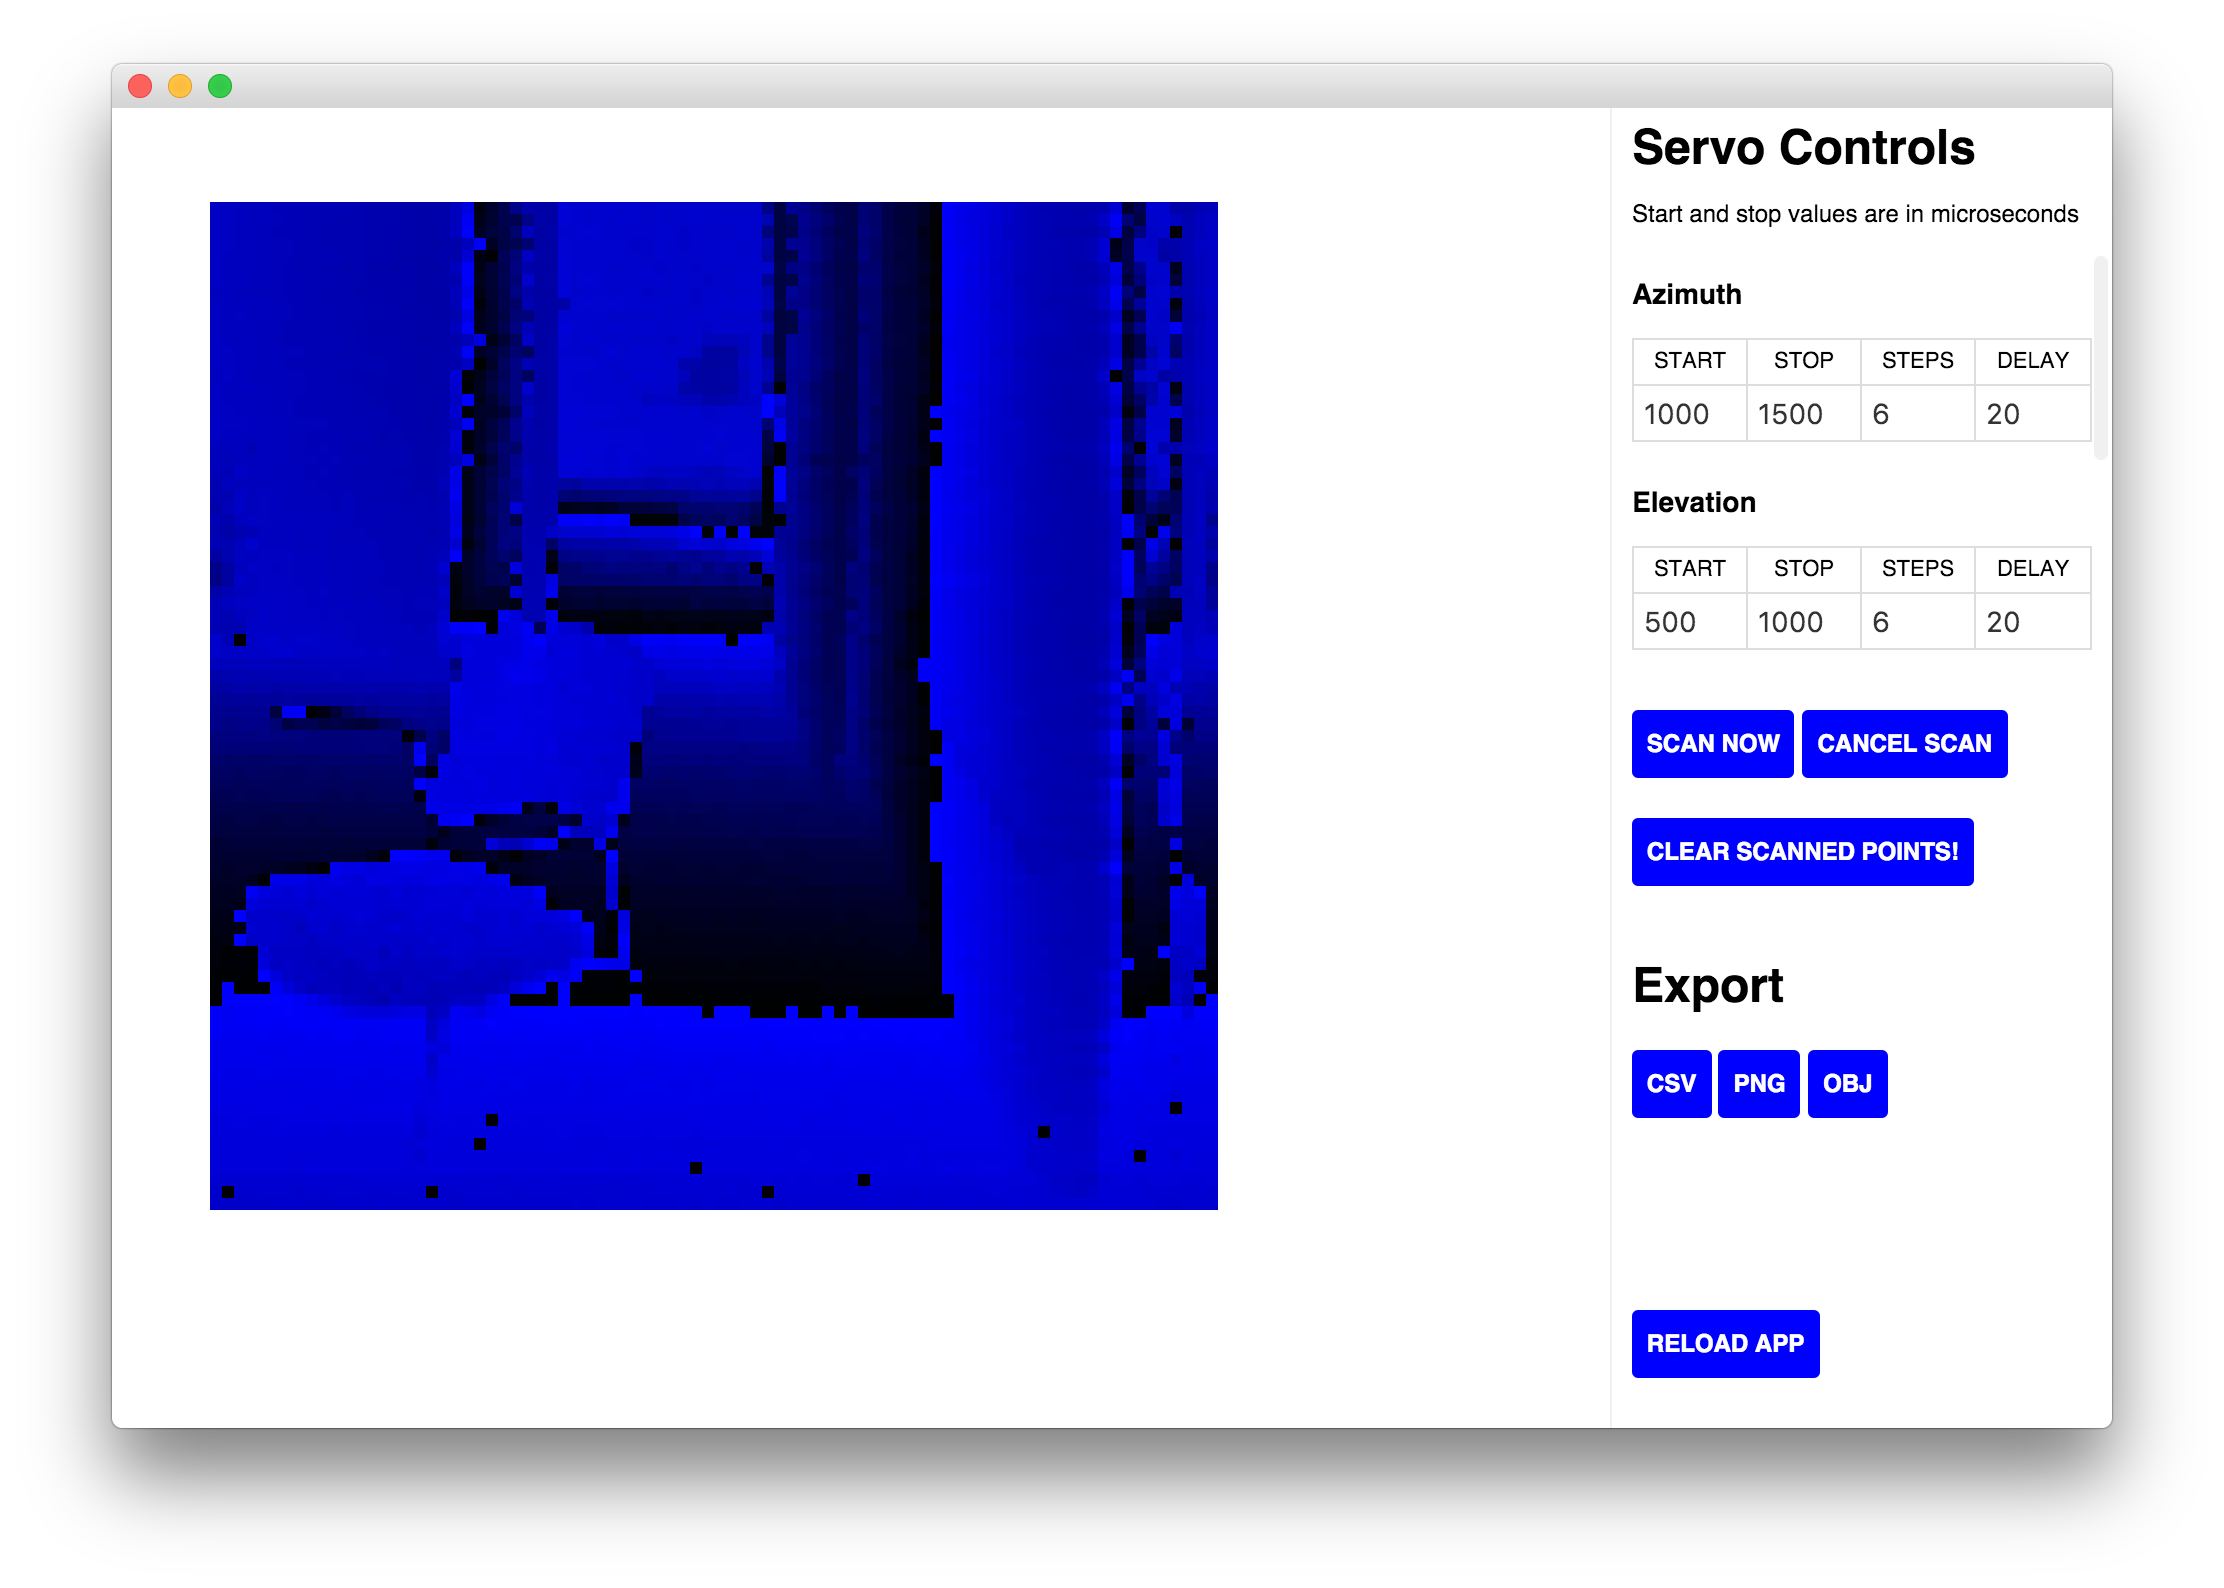 Servo Controls
Start and stop values are in microseconds
Azimuth
START STOP STEPS DELAY
1000 1500 6 20
Elevation
START STOP STEPS DELAY
500 1000 6 20
SCAN NOW CANCEL SCAN
CLEAR SCANNED POINTS!
Export
CSV PNG OBJ
RELOAD APP